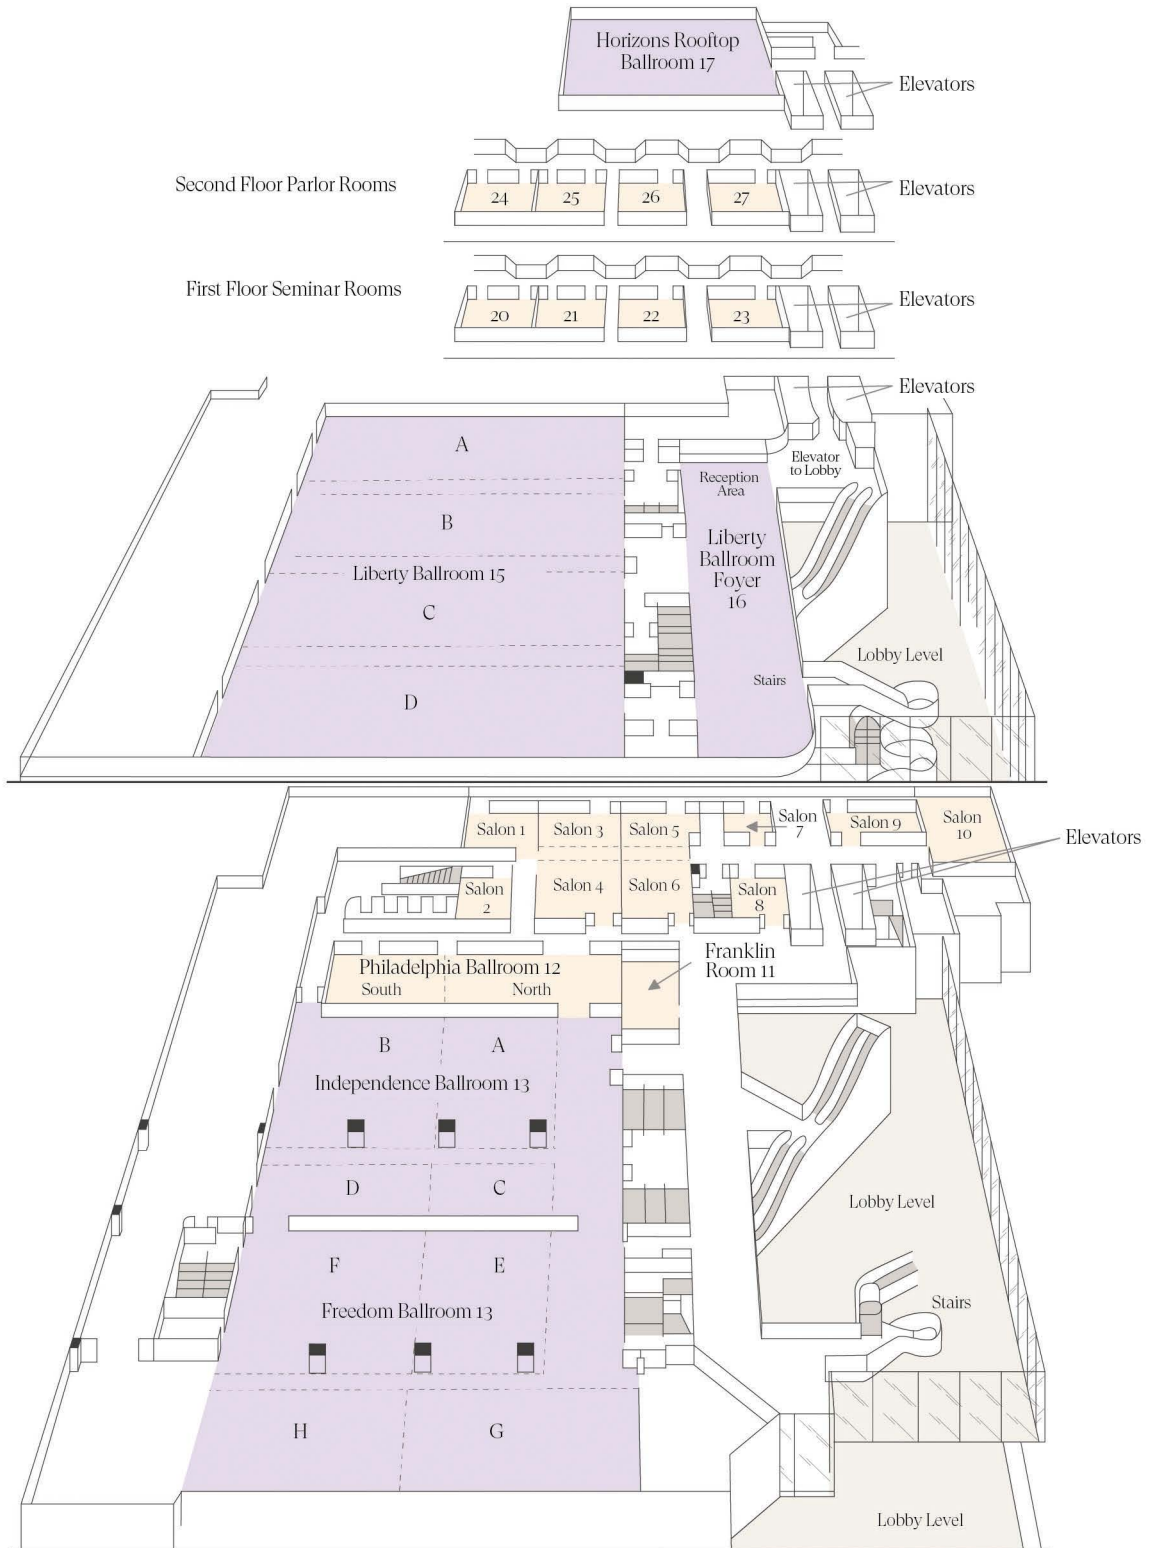 Horizons Rooftop
Ballroom 17
Elevators
Second Floor Parlor Rooms
24
25
26
27
Elevators
First Floor Seminar Rooms
20
21
22
23
Elevators
Elevators
A
Elevator
to Lobby
Reception
Area
B
Liberty
Ballroom
Foyer
16
Liberty Ballroom 15
C
Lobby Level
Stairs
D
Salon 1
Salon 3
Salon 5
Salon
7
Salon 9
Salon
10
Elevators
Salon
2
Salon 4
Salon 6
Salon
8
Franklin
Room 11
Philadelphia Ballroom 12
South
North
B
A
Independence Ballroom 13
D
C
Lobby Level
F
E
Freedom Ballroom 13
Stairs
H
G
Lobby Level